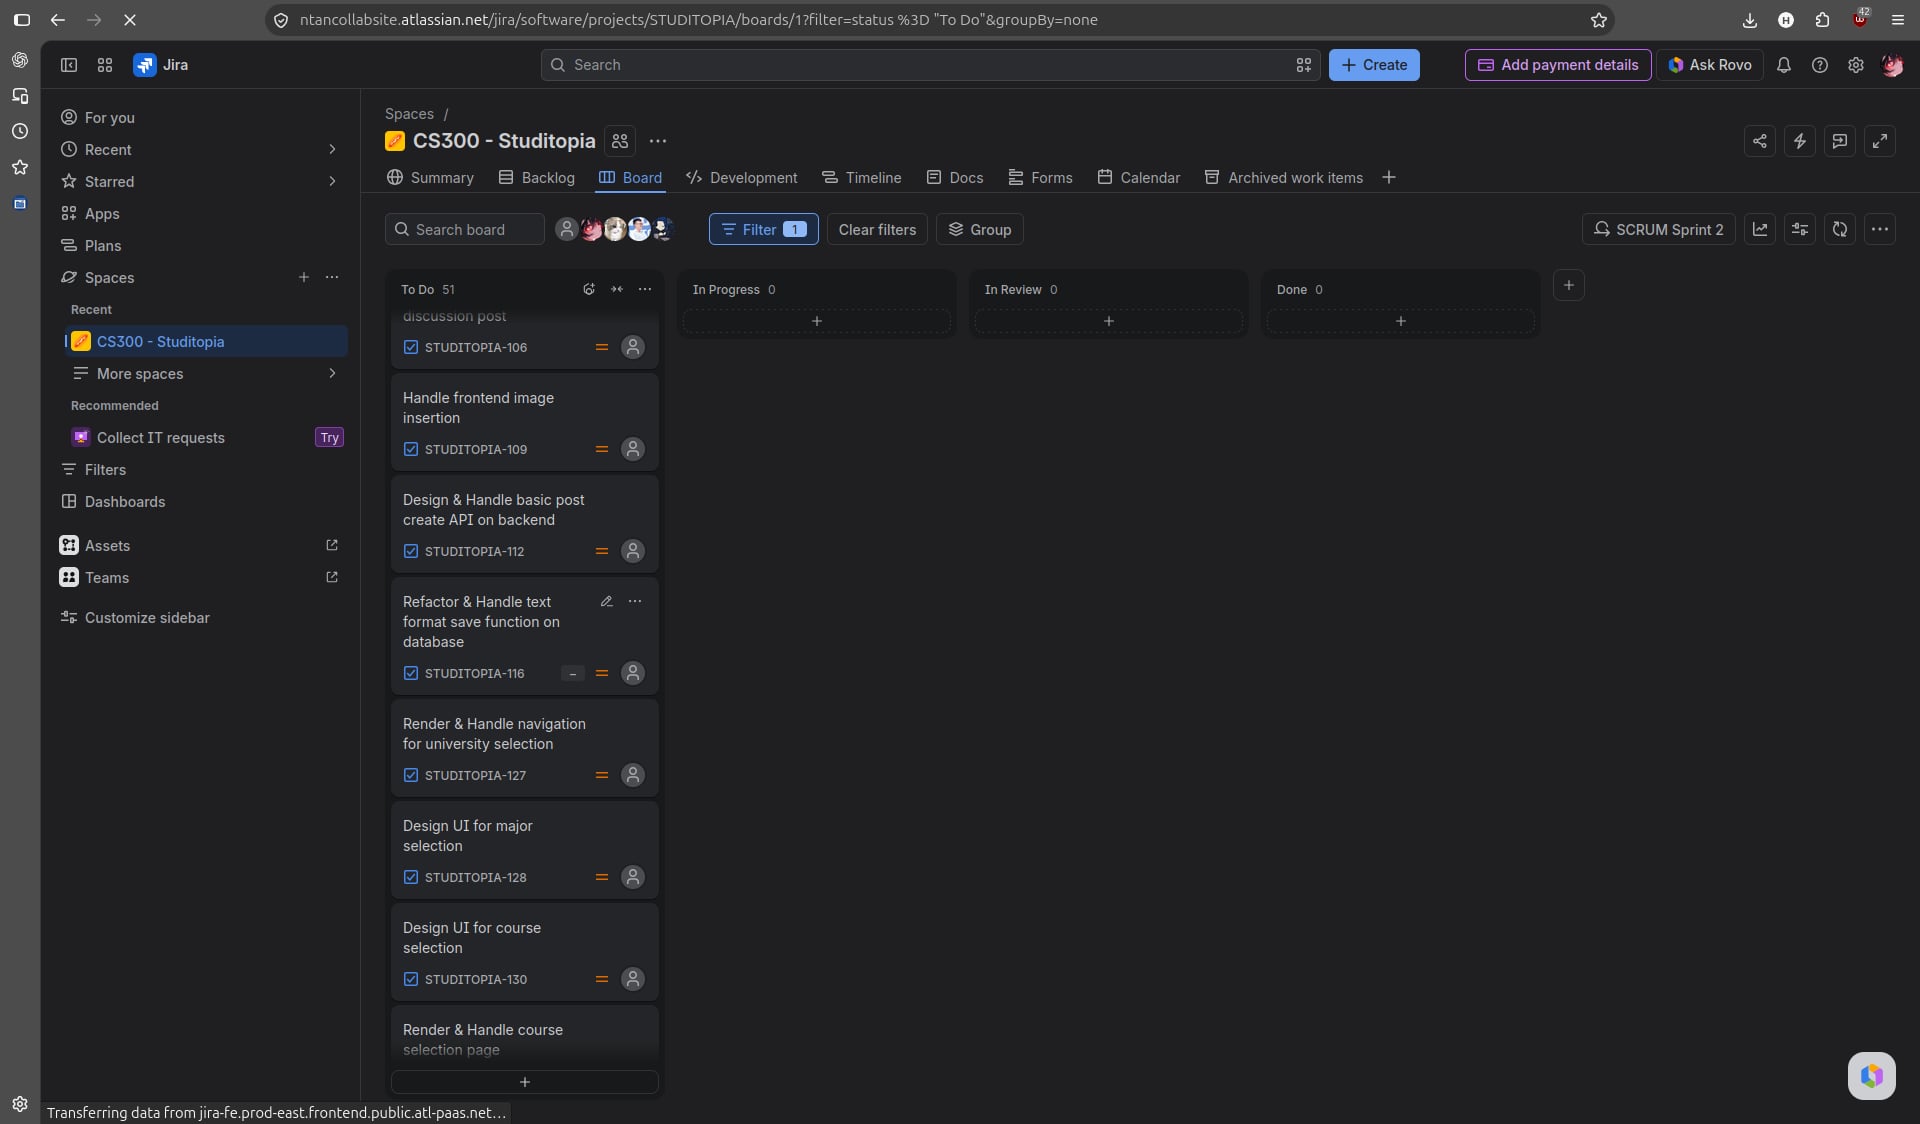 ntancollabsite.atlassian.net/jira/software/projects/STUDITOPIA/boards/1?filter=status %3D "To Do"&groupBy=none
H
42
Jira
Search
Create
Add payment details
Ask Rovo
For you
Recent
Starred
Apps
Plans
Spaces
Recent
CS300 - Studitopia
More spaces
Recommended
Collect IT requests
Try
Filters
Dashboards
Assets
Teams
Customize sidebar
Spaces /
CS300 - Studitopia
Summary
Backlog
Board
Development
Timeline
Docs
Forms
Calendar
Archived work items
Search board
Filter 1
Clear filters
Group
SCRUM Sprint 2
To Do 51
discussion post
STUDITOPIA-106
Handle frontend image
insertion
STUDITOPIA-109
Design & Handle basic post
create API on backend
STUDITOPIA-112
Refactor & Handle text
format save function on
database
STUDITOPIA-116
Render & Handle navigation
for university selection
STUDITOPIA-127
Design UI for major
selection
STUDITOPIA-128
Design UI for course
selection
STUDITOPIA-130
Render & Handle course
selection page
In Progress 0
In Review 0
Done 0
Transferring data from jira-fe.prod-east.frontend.public.atl-paas.net…